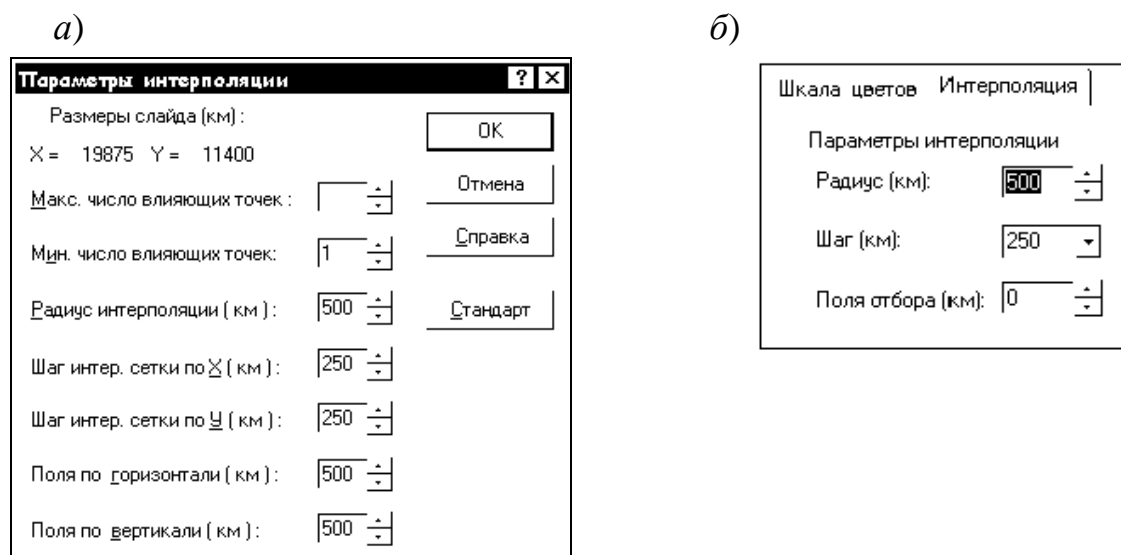 а)
Параметры интерполяции ? ×
Размеры слайда (км) :
X = 19875 Y = 11400
Макс. число влияющих точек :
Мин. число влияющих точек: 1
Радиус интерполяции ( км ) : 500
Шаг интер. сетки по X ( км ) : 250
Шаг интер. сетки по У ( км ) : 250
Поля по горизонтали ( км ) : 500
Поля по вертикали ( км ) : 500
OK
Отмена
Справка
Стандарт
б)
Шкала цветов Интерполяция
Параметры интерполяции
Радиус (км): 500
Шаг (км): 250
Поля отбора (км): 0